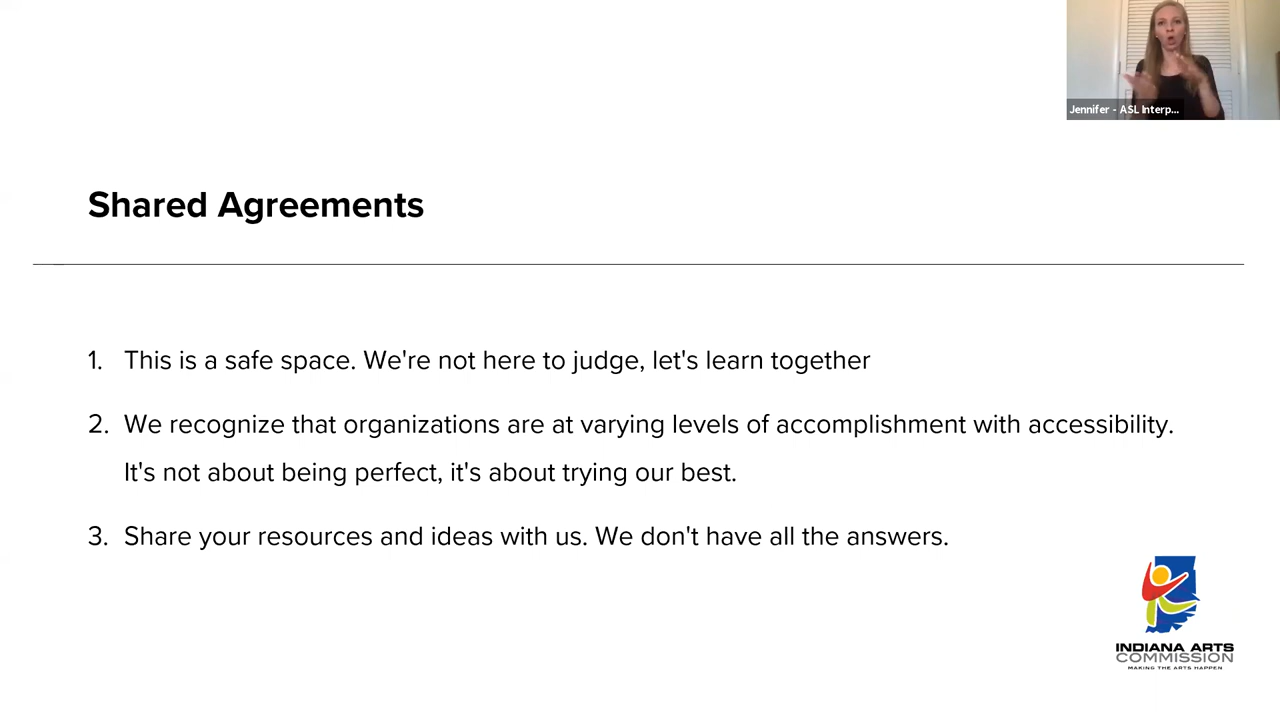 Jennifer - ASL Interp...
Shared Agreements
1. This is a safe space. We're not here to judge, let's learn together
2. We recognize that organizations are at varying levels of accomplishment with accessibility.
It's not about being perfect, it's about trying our best.
3. Share your resources and ideas with us. We don't have all the answers.
INDIANA ARTS
COMMISSION
MAKING THE ARTS HAPPEN